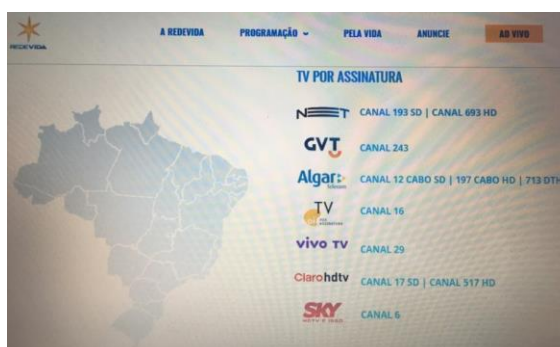 A REDEVIDA PROGRAMAÇÃO PELA VIDA ANUNCIE AO VIVO
REDEVIDA
TV POR ASSINATURA
NET CANAL 193 SD | CANAL 693 HD
GVT CANAL 243
Algar CANAL 12 CABO SD | 197 CABO HD | 713 DTH
TV CANAL 16
vivo TV CANAL 29
Claro hdtv CANAL 17 SD | CANAL 517 HD
SKY CANAL 6